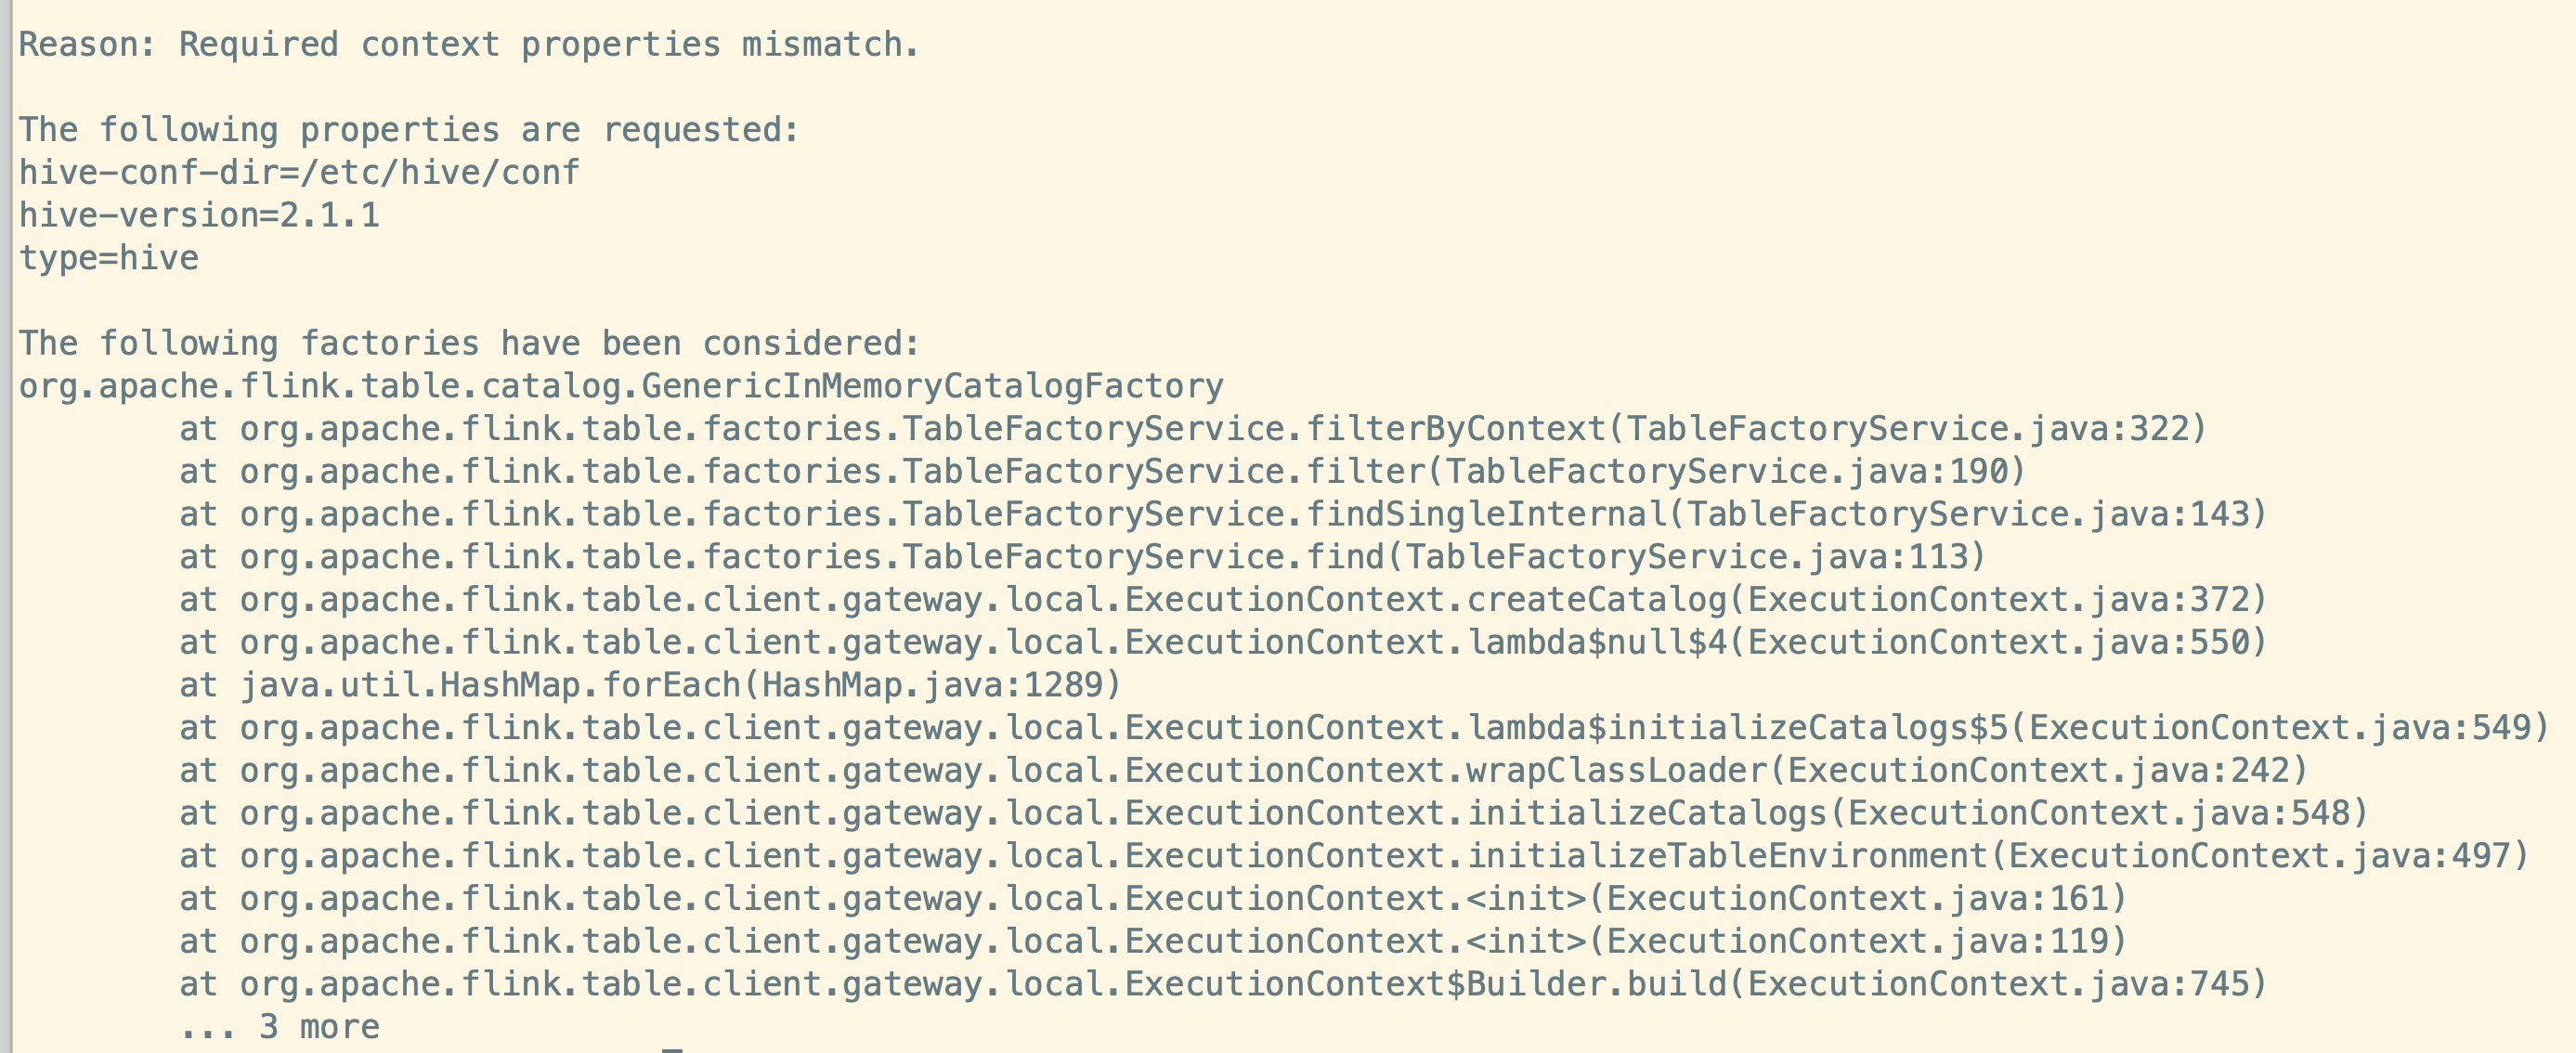 Reason: Required context properties mismatch.
The following properties are requested:
hive-conf-dir=/etc/hive/conf
hive-version=2.1.1
type=hive
The following factories have been considered:
org.apache.flink.table.catalog.GenericInMemoryCatalogFactory
at org.apache.flink.table.factories.TableFactoryService.filterByContext(TableFactoryService.java:322)
at org.apache.flink.table.factories.TableFactoryService.filter(TableFactoryService.java:190)
at org.apache.flink.table.factories.TableFactoryService.findSingleInternal(TableFactoryService.java:143)
at org.apache.flink.table.factories.TableFactoryService.find(TableFactoryService.java:113)
at org.apache.flink.table.client.gateway.local.ExecutionContext.createCatalog(ExecutionContext.java:372)
at org.apache.flink.table.client.gateway.local.ExecutionContext.lambda$null$4(ExecutionContext.java:550)
at java.util.HashMap.forEach(HashMap.java:1289)
at org.apache.flink.table.client.gateway.local.ExecutionContext.lambda$initializeCatalogs$5(ExecutionContext.java:549)
at org.apache.flink.table.client.gateway.local.ExecutionContext.wrapClassLoader(ExecutionContext.java:242)
at org.apache.flink.table.client.gateway.local.ExecutionContext.initializeCatalogs(ExecutionContext.java:548)
at org.apache.flink.table.client.gateway.local.ExecutionContext.initializeTableEnvironment(ExecutionContext.java:497)
at org.apache.flink.table.client.gateway.local.ExecutionContext.<init>(ExecutionContext.java:161)
at org.apache.flink.table.client.gateway.local.ExecutionContext.<init>(ExecutionContext.java:119)
at org.apache.flink.table.client.gateway.local.ExecutionContext$Builder.build(ExecutionContext.java:745)
... 3 more